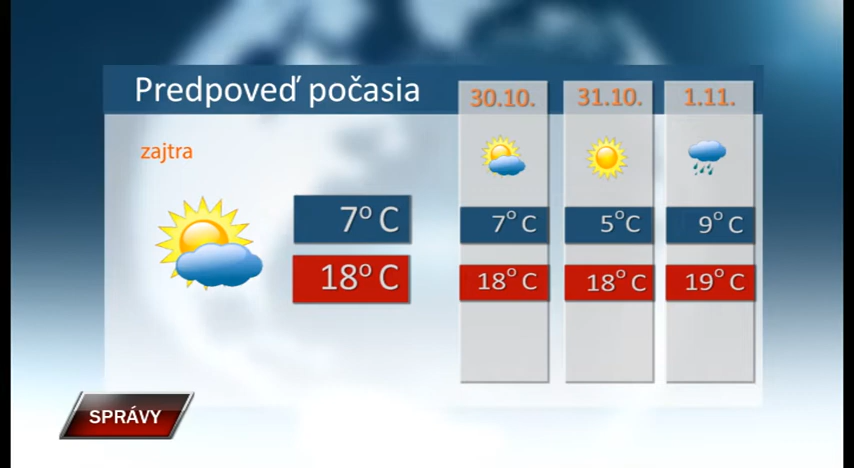 Predpoveď počasia
zajtra
7° C
18° C
30.10.
7° C
18° C
31.10.
5°C
18° C
1.11.
9° C
19° C
SPRÁVY